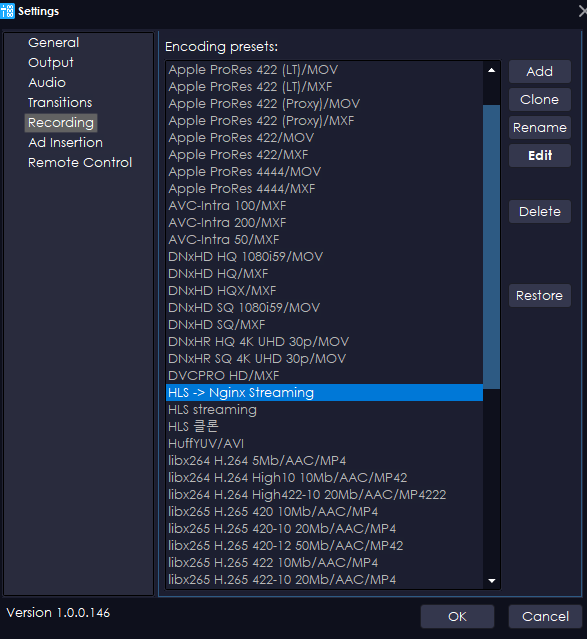 Settings
General
Output
Audio
Transitions
Recording
Ad Insertion
Remote Control
Encoding presets:
Apple ProRes 422 (LT)/MOV
Apple ProRes 422 (LT)/MXF
Apple ProRes 422 (Proxy)/MOV
Apple ProRes 422 (Proxy)/MXF
Apple ProRes 422/MOV
Apple ProRes 422/MXF
Apple ProRes 4444/MOV
Apple ProRes 4444/MXF
AVC-Intra 100/MXF
AVC-Intra 200/MXF
AVC-Intra 50/MXF
DNxHD HQ 1080i59/MOV
DNxHD HQ/MXF
DNxHD HQX/MXF
DNxHD SQ 1080i59/MOV
DNxHD SQ/MXF
DNxHR HQ 4K UHD 30p/MOV
DNxHR SQ 4K UHD 30p/MOV
DVCPRO HD/MXF
HLS -> Nginx Streaming
HLS streaming
HLS 클론
HuffYUV/AVI
libx264 H.264 5Mb/AAC/MP4
libx264 H.264 High10 10Mb/AAC/MP42
libx264 H.264 High422-10 20Mb/AAC/MP4222
libx265 H.265 420 10Mb/AAC/MP4
libx265 H.265 420-10 20Mb/AAC/MP4
libx265 H.265 420-12 50Mb/AAC/MP42
libx265 H.265 422 10Mb/AAC/MP4
libx265 H.265 422-10 20Mb/AAC/MP4
Add
Clone
Rename
Edit
Delete
Restore
Version 1.0.0.146
OK
Cancel